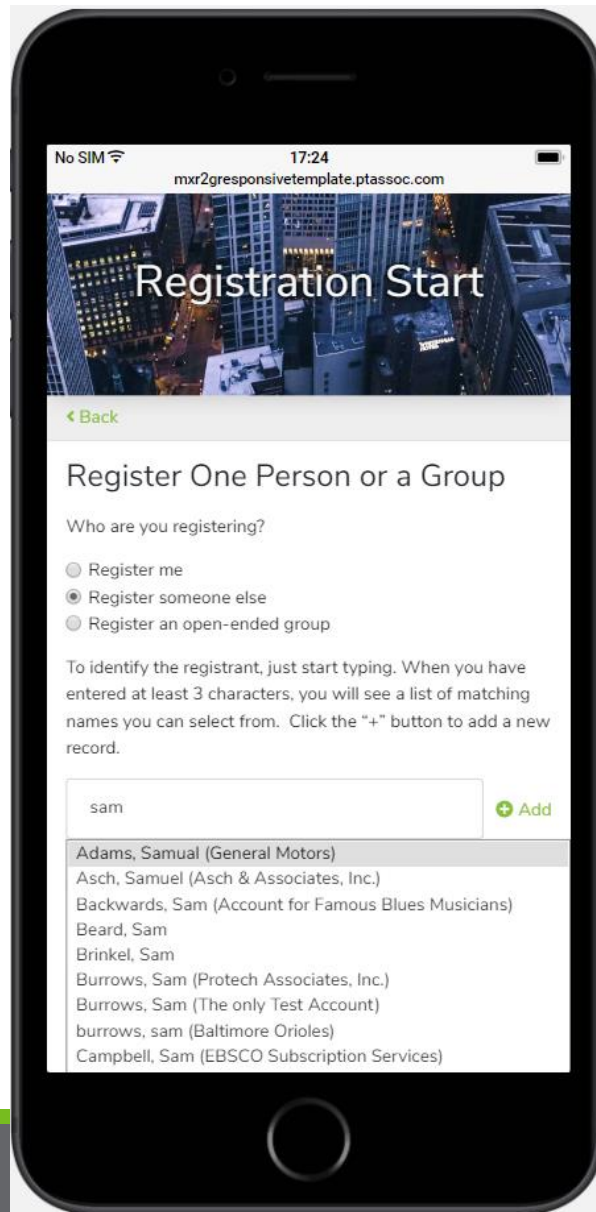 No SIM 17:24
mxr2gresponsivetemplate.ptassoc.com
Registration Start
Back
Register One Person or a Group
Who are you registering?
Register me
Register someone else
Register an open-ended group
To identify the registrant, just start typing. When you have
entered at least 3 characters, you will see a list of matching
names you can select from.  Click the “+” button to add a new
record.
sam
Add
Adams, Samual (General Motors)
Asch, Samuel (Asch & Associates, Inc.)
Backwards, Sam (Account for Famous Blues Musicians)
Beard, Sam
Brinkel, Sam
Burrows, Sam (Protech Associates, Inc.)
Burrows, Sam (The only Test Account)
burrows, sam (Baltimore Orioles)
Campbell, Sam (EBSCO Subscription Services)